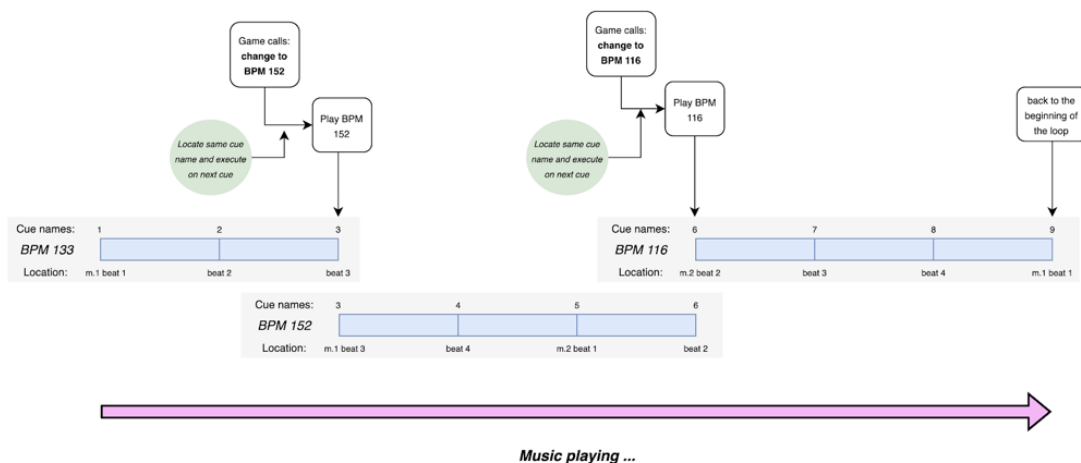 Game calls:
change to
BPM 152
Play BPM
152
Locate same cue
name and execute
on next cue
Game calls:
change to
BPM 116
Play BPM
116
Locate same cue
name and execute
on next cue
back to the
beginning of
the loop
Cue names: 1 2 3
BPM 133
Location: m.1 beat 1 beat 2 beat 3
Cue names: 6 7 8 9
BPM 116
Location: m.2 beat 2 beat 3 beat 4 m.1 beat 1
Cue names: 3 4 5 6
BPM 152
Location: m.1 beat 3 beat 4 m.2 beat 1 beat 2
Music playing ...